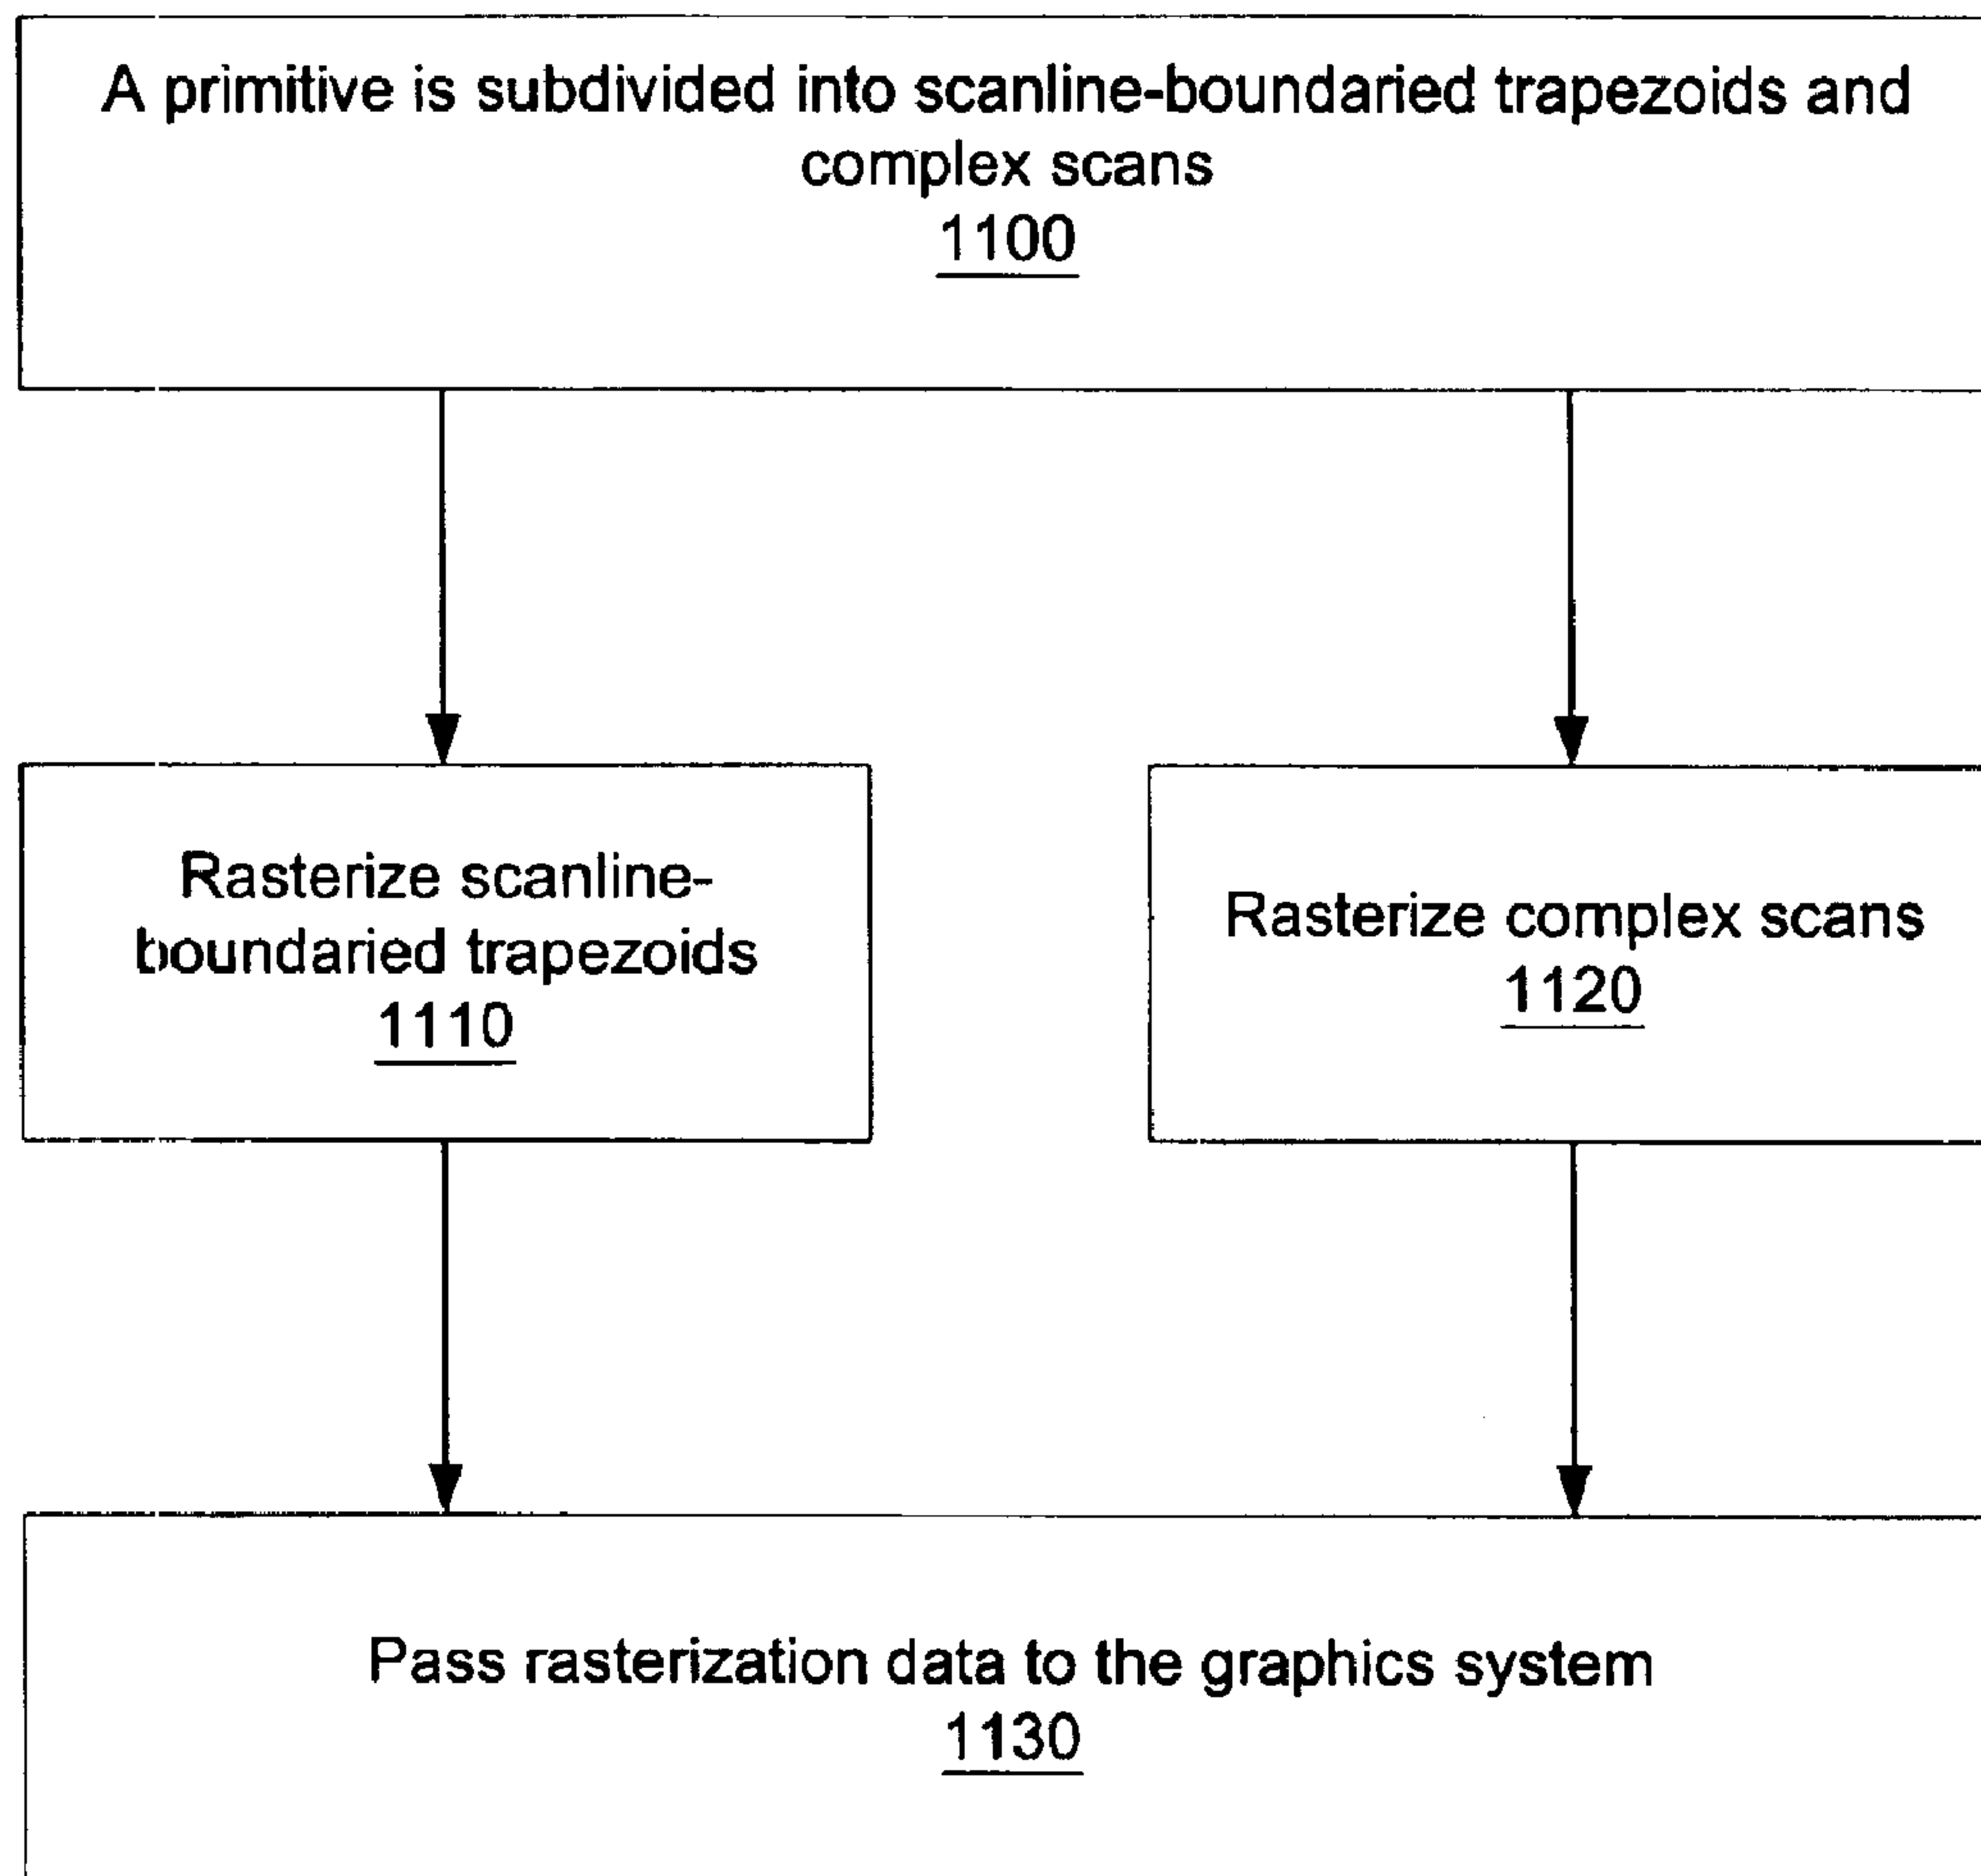 A primitive is subdivided into scanline-boundaried trapezoids and
complex scans
1100
Rasterize scanline-
boundaried trapezoids
1110
Rasterize complex scans
1120
Pass rasterization data to the graphics system
1130